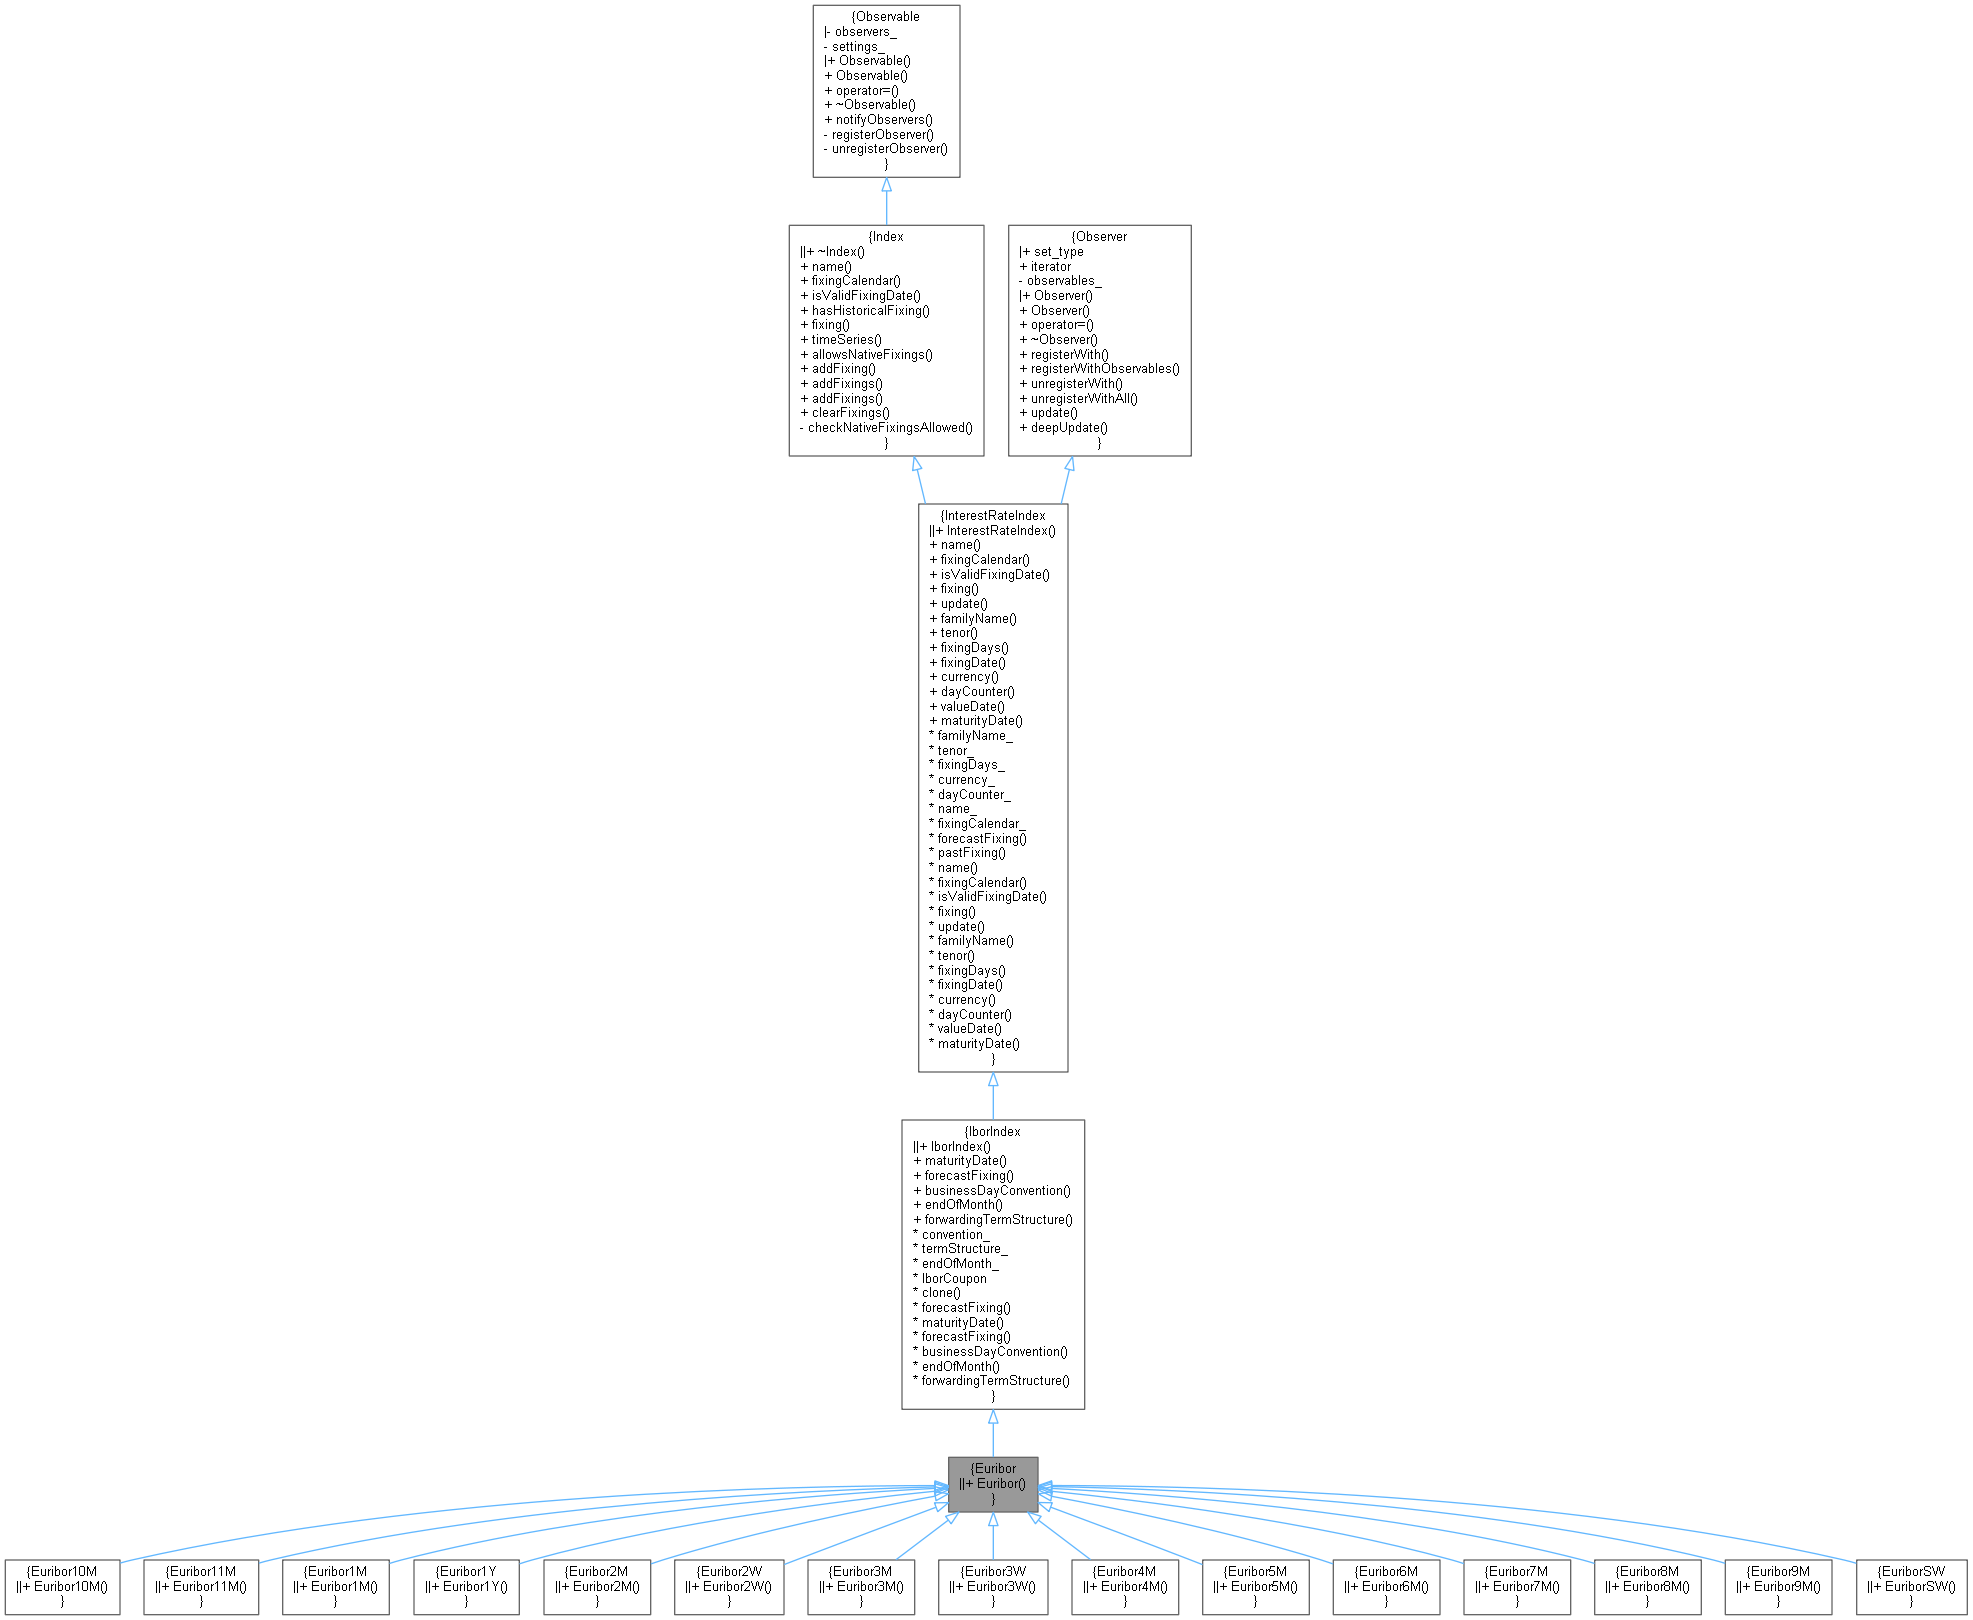 {Observable
|- observers_
- settings_
|+ Observable()
+ Observable()
+ operator=()
+ ~Observable()
+ notifyObservers()
- registerObserver()
- unregisterObserver()
}
{Index
||+ ~Index()
+ name()
+ fixingCalendar()
+ isValidFixingDate()
+ hasHistoricalFixing()
+ fixing()
+ timeSeries()
+ allowsNativeFixings()
+ addFixing()
+ addFixings()
+ addFixings()
+ clearFixings()
- checkNativeFixingsAllowed()
}
{Observer
|+ set_type
+ iterator
- observables_
|+ Observer()
+ Observer()
+ operator=()
+ ~Observer()
+ registerWith()
+ registerWithObservables()
+ unregisterWith()
+ unregisterWithAll()
+ update()
+ deepUpdate()
}
{InterestRateIndex
||+ InterestRateIndex()
+ name()
+ fixingCalendar()
+ isValidFixingDate()
+ fixing()
+ update()
+ familyName()
+ tenor()
+ fixingDays()
+ fixingDate()
+ currency()
+ dayCounter()
+ valueDate()
+ maturityDate()
* familyName_
* tenor_
* fixingDays_
* currency_
* dayCounter_
* name_
* fixingCalendar_
* forecastFixing()
* pastFixing()
* name()
* fixingCalendar()
* isValidFixingDate()
* fixing()
* update()
* familyName()
* tenor()
* fixingDays()
* fixingDate()
* currency()
* dayCounter()
* valueDate()
* maturityDate()
}
{IborIndex
||+ IborIndex()
+ maturityDate()
+ forecastFixing()
+ businessDayConvention()
+ endOfMonth()
+ forwardingTermStructure()
* convention_
* termStructure_
* endOfMonth_
* IborCoupon
* clone()
* forecastFixing()
* maturityDate()
* forecastFixing()
* businessDayConvention()
* endOfMonth()
* forwardingTermStructure()
}
{Euribor
||+ Euribor()
}
{Euribor10M
||+ Euribor10M()
}
{Euribor11M
||+ Euribor11M()
}
{Euribor1M
||+ Euribor1M()
}
{Euribor1Y
||+ Euribor1Y()
}
{Euribor2M
||+ Euribor2M()
}
{Euribor2W
||+ Euribor2W()
}
{Euribor3M
||+ Euribor3M()
}
{Euribor3W
||+ Euribor3W()
}
{Euribor4M
||+ Euribor4M()
}
{Euribor5M
||+ Euribor5M()
}
{Euribor6M
||+ Euribor6M()
}
{Euribor7M
||+ Euribor7M()
}
{Euribor8M
||+ Euribor8M()
}
{Euribor9M
||+ Euribor9M()
}
{EuriborSW
||+ EuriborSW()
}